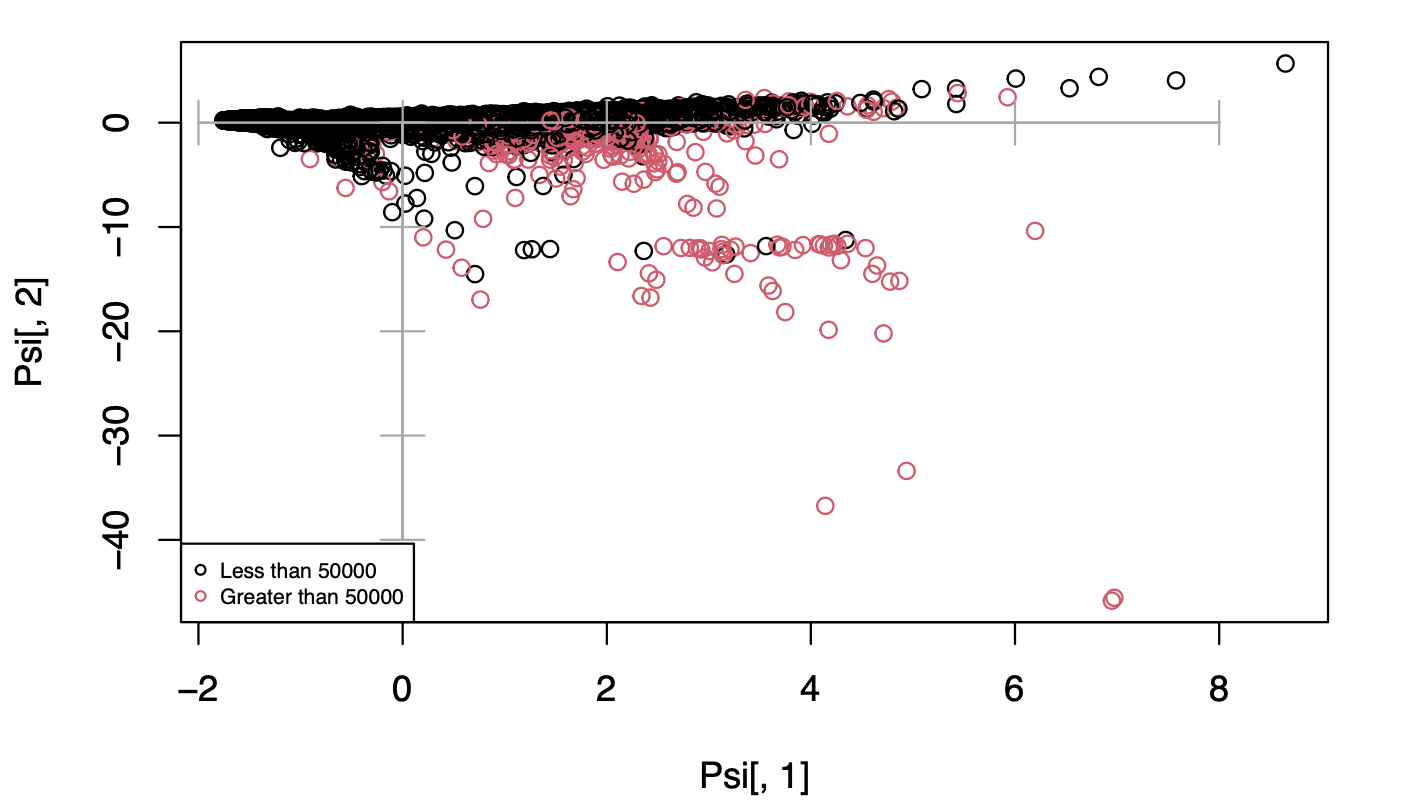 0
−10
−20
−30
−40
Psi[, 2]
Less than 50000
Greater than 50000
−2 0 2 4 6 8
Psi[, 1]